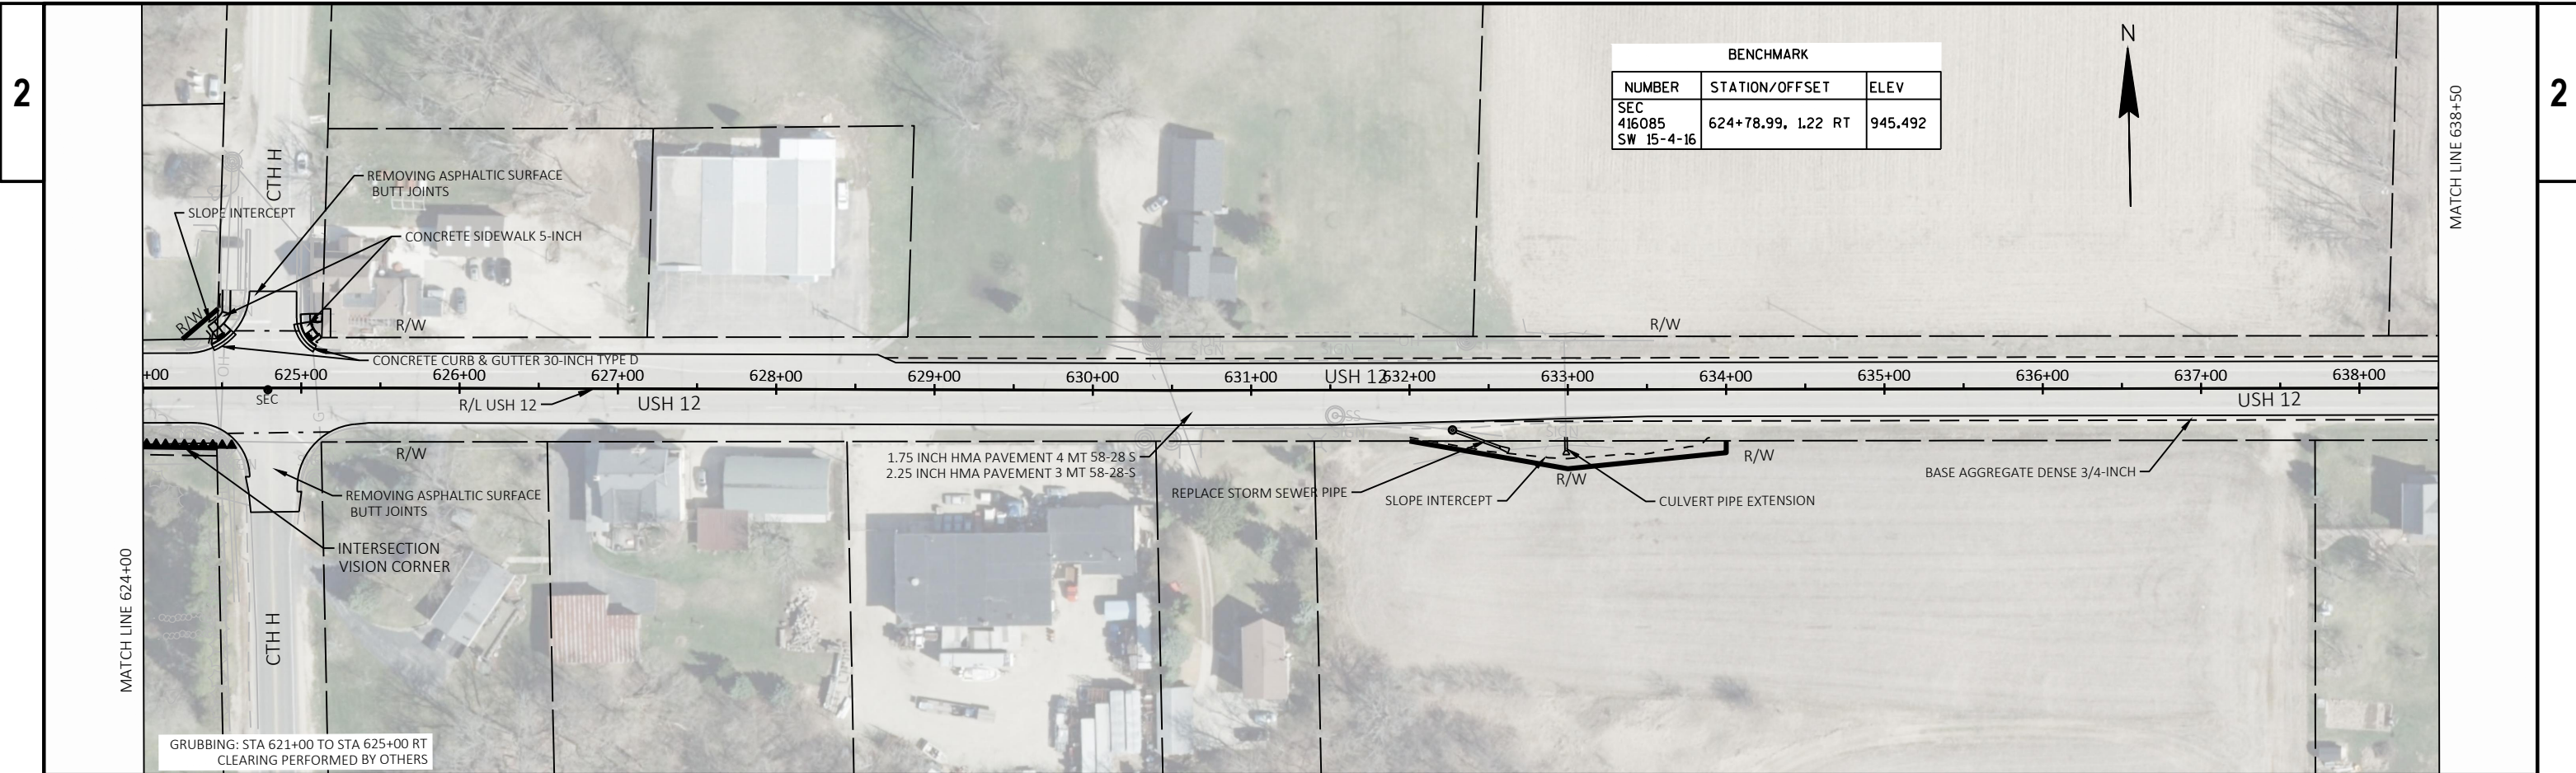 2
2
N
BENCHMARK
NUMBER STATION/OFFSET ELEV
SEC
416085
SW 15-4-16
624+78.99, 1.22 RT
945.492
MATCH LINE 638+50
CTH H
REMOVING ASPHALTIC SURFACE
BUTT JOINTS
SLOPE INTERCEPT
CONCRETE SIDEWALK 5-INCH
R/W
R/W
R/W
CONCRETE CURB & GUTTER 30-INCH TYPE D
SIGN
+00 625+00 626+00 627+00 628+00 629+00 630+00 631+00 USH 12 632+00 633+00 634+00 635+00 636+00 637+00 638+00
SEC
R/L USH 12
USH 12
USH 12
SS
R/W
1.75 INCH HMA PAVEMENT 4 MT 58-28 S
2.25 INCH HMA PAVEMENT 3 MT 58-28-S
R/W
BASE AGGREGATE DENSE 3/4-INCH
R/W
REPLACE STORM SEWER PIPE
SLOPE INTERCEPT
CULVERT PIPE EXTENSION
REMOVING ASPHALTIC SURFACE
BUTT JOINTS
INTERSECTION
VISION CORNER
MATCH LINE 624+00
CTH H
GRUBBING: STA 621+00 TO STA 625+00 RT
CLEARING PERFORMED BY OTHERS